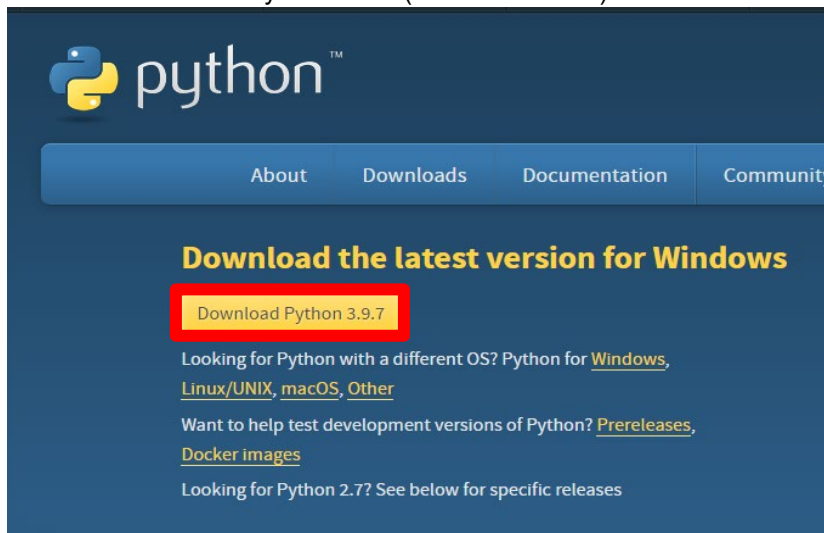 python™
About Downloads Documentation
Download the latest version for Windows
Download Python 3.9.7
Looking for Python with a different OS? Python for Windows,
Linux/UNIX, macOS, Other
Want to help test development versions of Python? Prereleases,
Docker images
Looking for Python 2.7? See below for specific releases